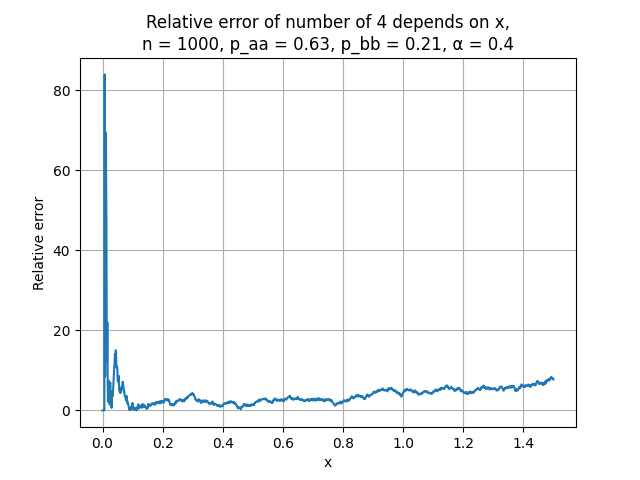 Relative error of number of 4 depends on x,
n = 1000, p_aa = 0.63, p_bb = 0.21, α = 0.4
80
60
40
20
0
Relative error
0.0 0.2 0.4 0.6 0.8 1.0 1.2 1.4
x